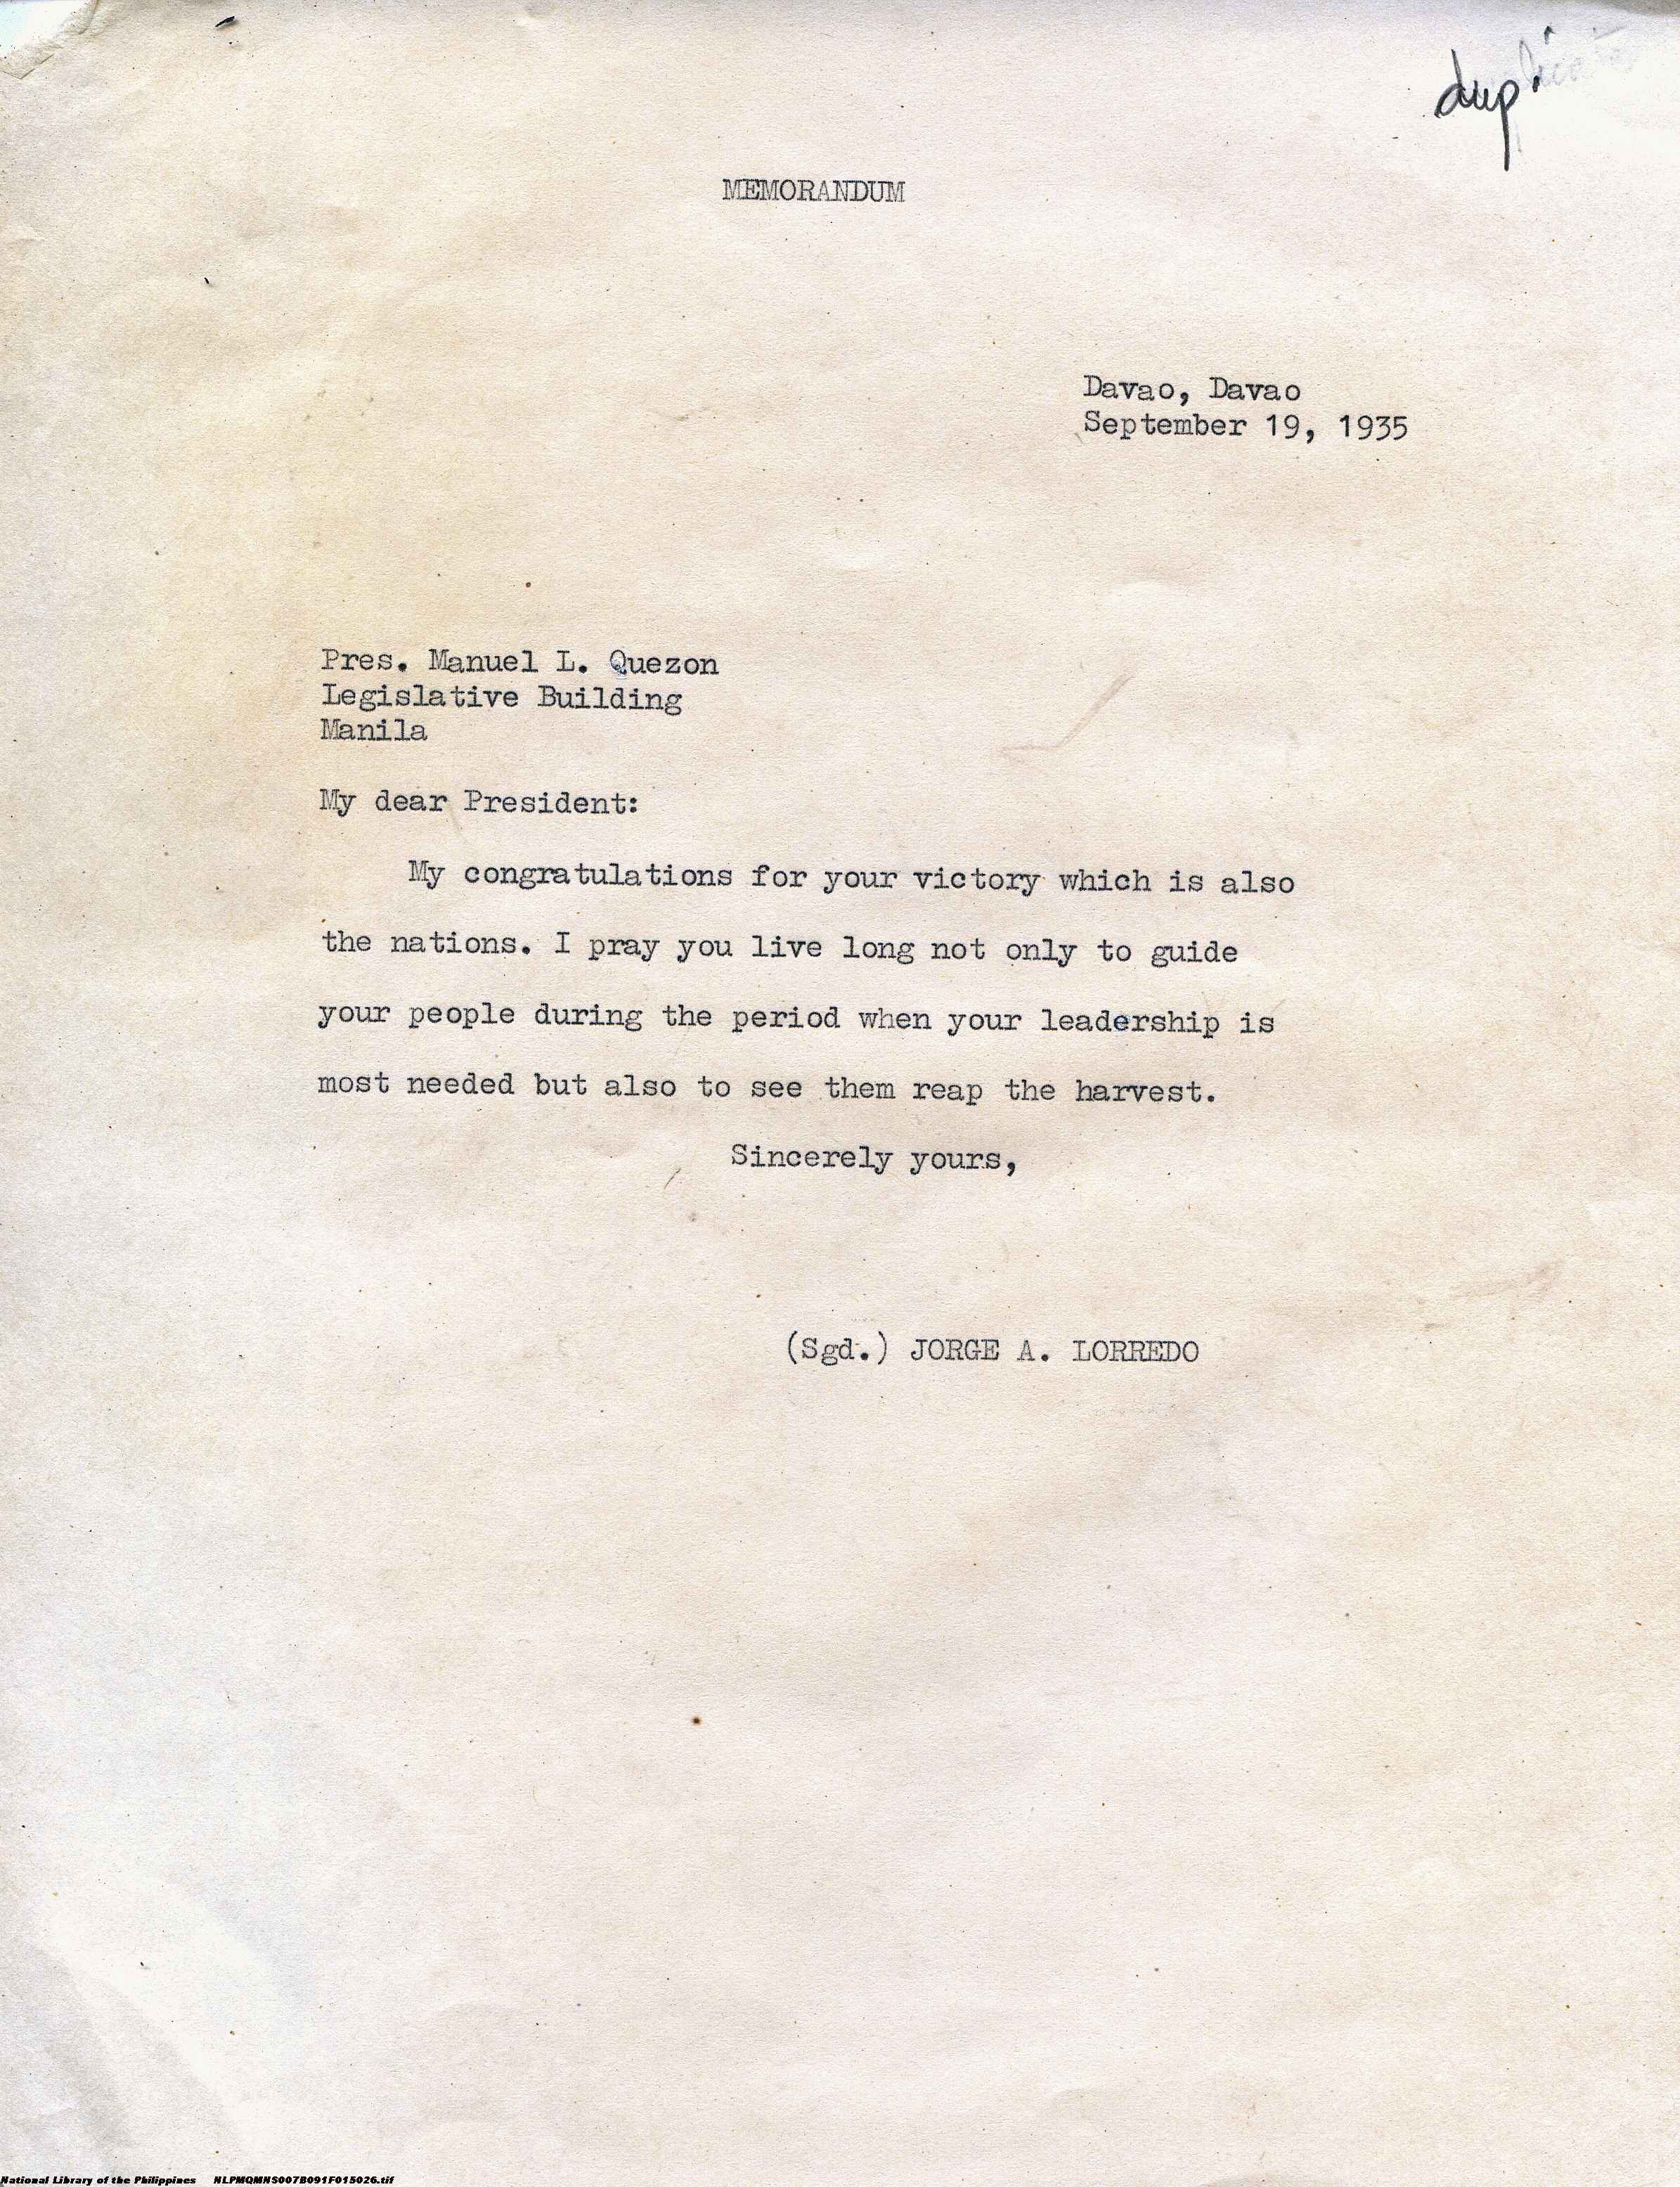 duplicate
MEMORANDUM
Davao, Davao
September 19, 1935
Pres. Manuel L. Quezon
Legislative Building
Manila
My dear President:
My congratulations for your victory which is also
the nations. I pray you live long not only to guide
your people during the period when your leadership is
most needed but also to see them reap the harvest.
Sincerely yours,
(Sgd.) JORGE A. LORREDO
National Library of the Philippines NLPMQMNS007B091F015026.tif